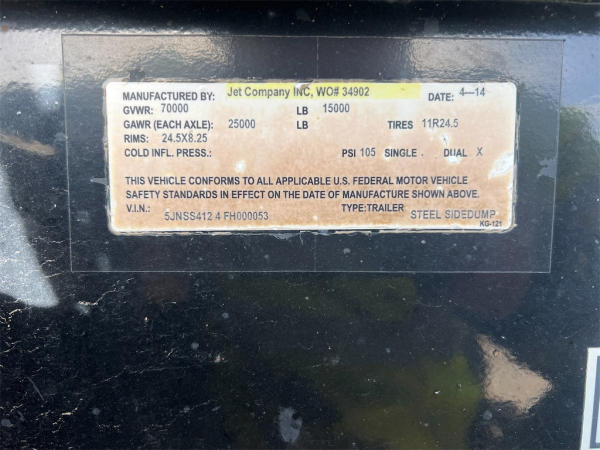 MANUFACTURED BY: Jet Company INC, WO# 34902 DATE: 4—14
GVWR: 70000 LB 15000
GAWR (EACH AXLE): 25000 LB TIRES 11R24.5
RIMS: 24.5X8.25
COLD INFL. PRESS.: PSI 105 SINGLE . DUAL X
THIS VEHICLE CONFORMS TO ALL APPLICABLE U.S. FEDERAL MOTOR VEHICLE
SAFETY STANDARDS IN EFFECT ON THE DATE OF MANUFACTURE SHOWN ABOVE.
V.I.N.: 5JNSS412 4 FH000053 TYPE:TRAILER STEEL SIDEDUMP
KG-121